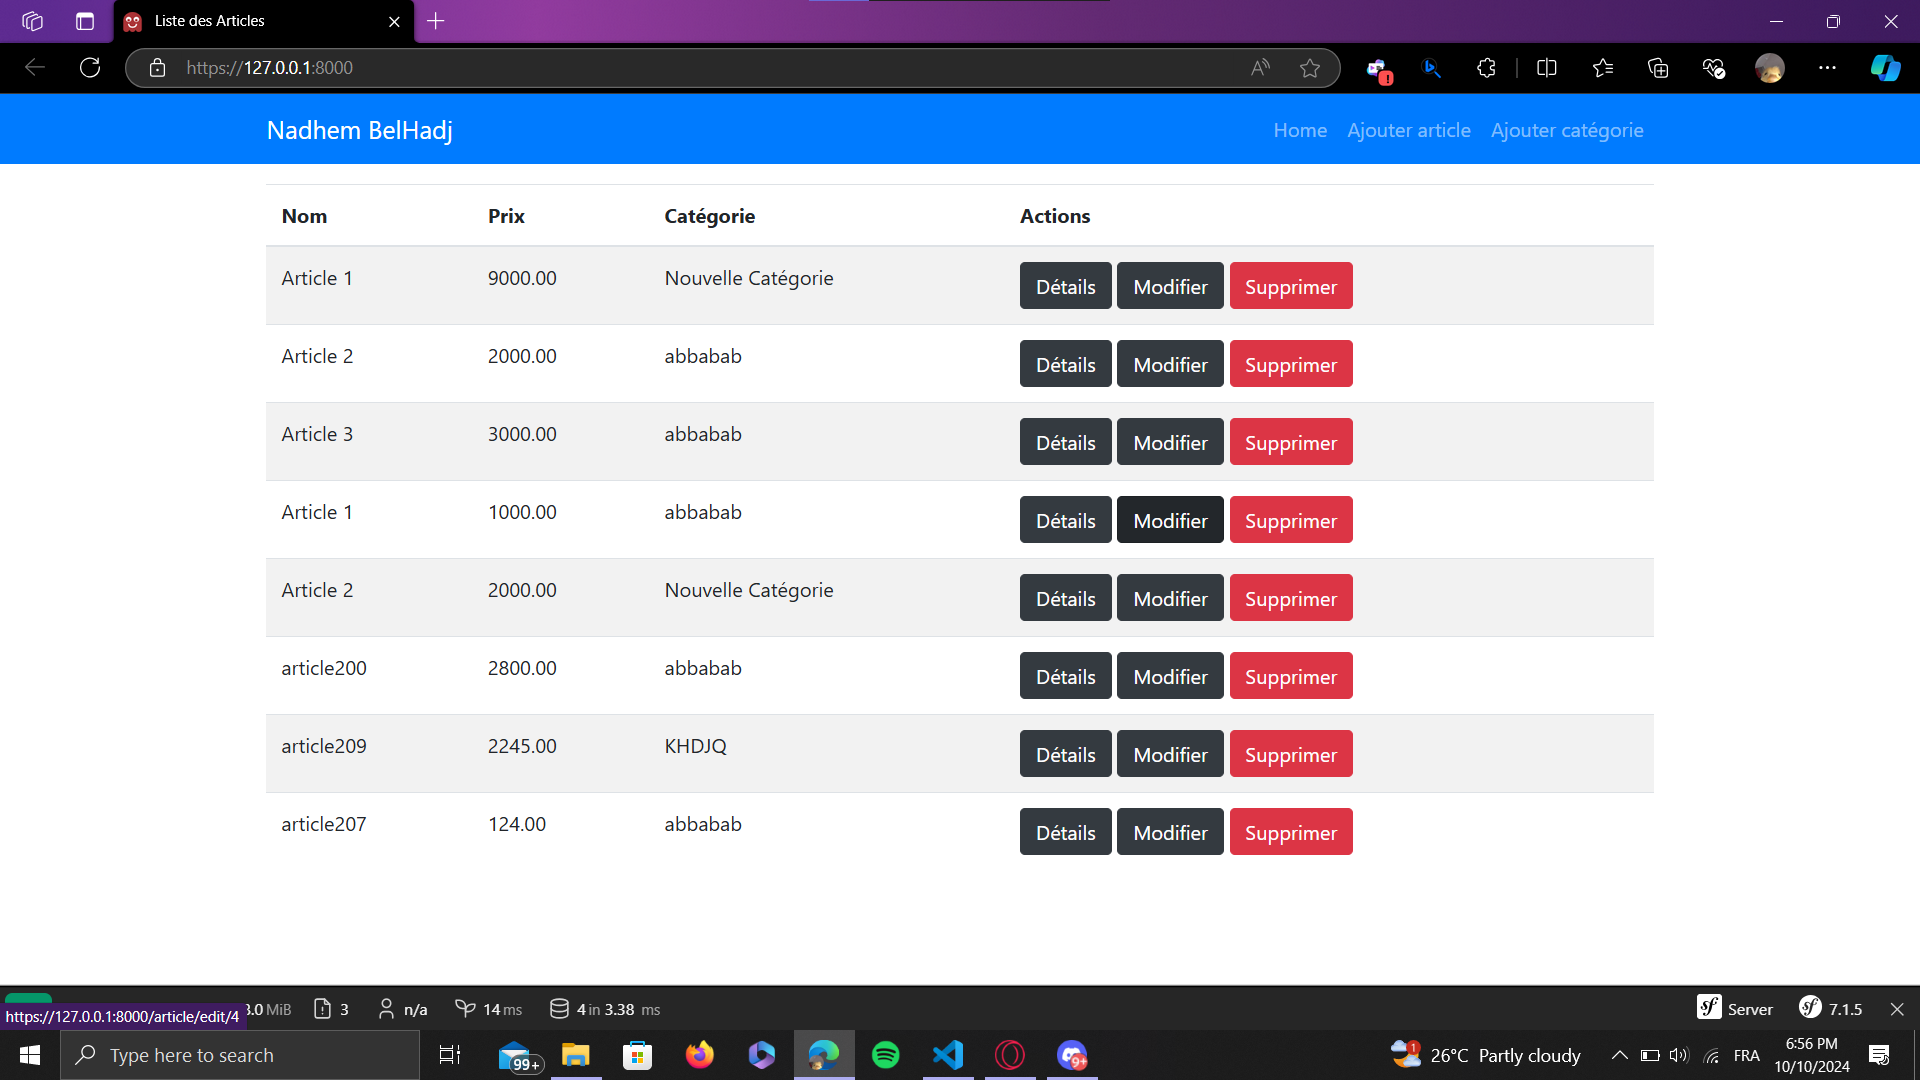 Liste des Articles
https://127.0.0.1:8000
Nadhem BelHadj
Home Ajouter article Ajouter catégorie
Nom Prix Catégorie Actions
Article 1 9000.00 Nouvelle Catégorie Détails Modifier Supprimer
Article 2 2000.00 abbabab Détails Modifier Supprimer
Article 3 3000.00 abbabab Détails Modifier Supprimer
Article 1 1000.00 abbabab Détails Modifier Supprimer
Article 2 2000.00 Nouvelle Catégorie Détails Modifier Supprimer
article200 2800.00 abbabab Détails Modifier Supprimer
article209 2245.00 KHDJQ Détails Modifier Supprimer
article207 124.00 abbabab Détails Modifier Supprimer
.0 MiB 3 n/a 14 ms 4 in 3.38 ms sf Server sf 7.1.5
https://127.0.0.1:8000/article/edit/4
Type here to search 99+ 9+ 1 26°C Partly cloudy FRA 6:56 PM
10/10/2024